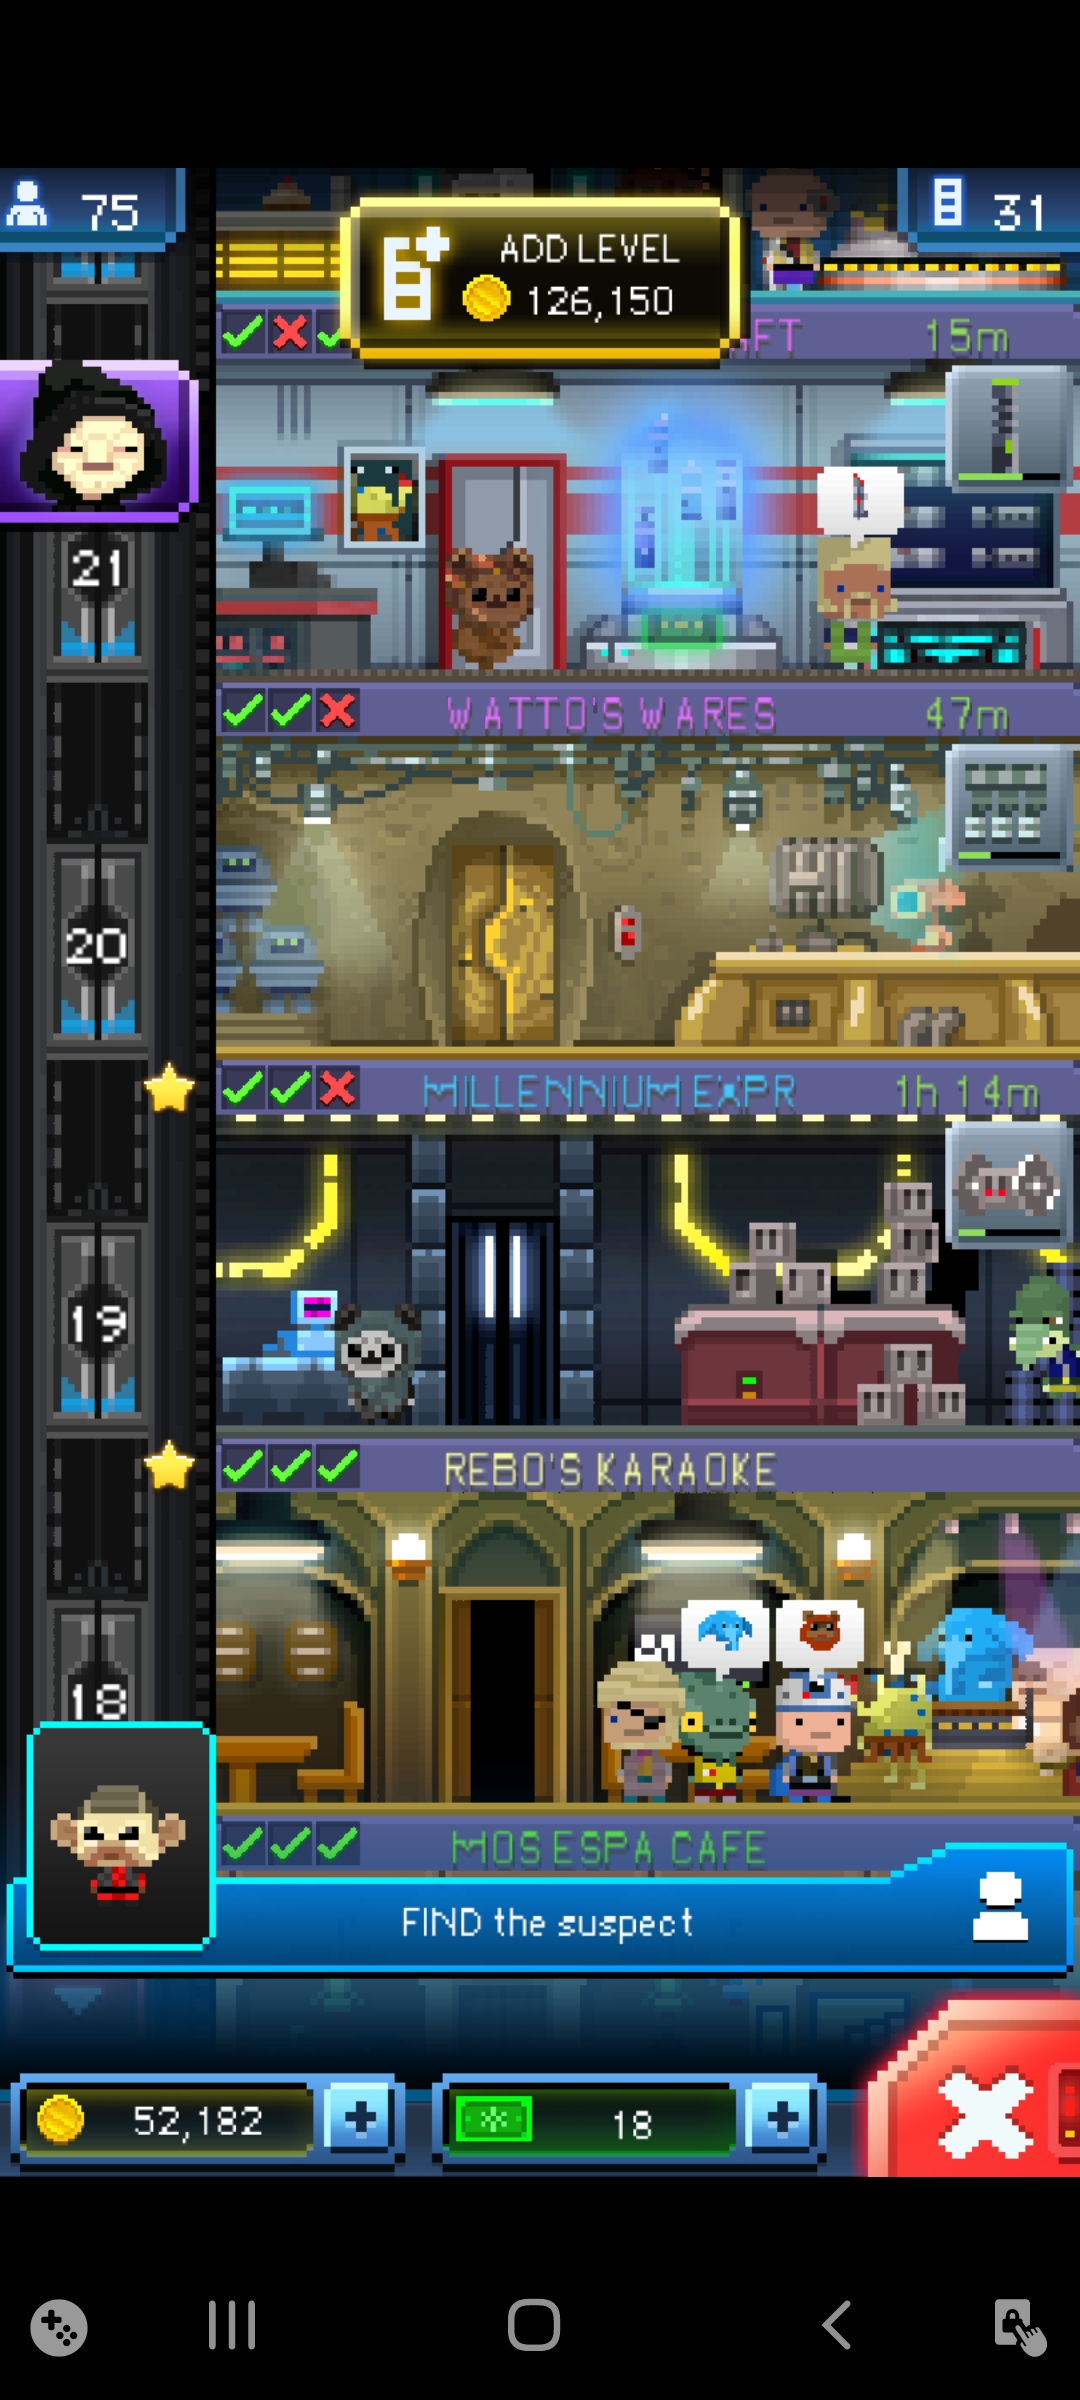 75
ADD LEVEL
126,150
31
15m
21
WATTO'S WARES
47m
20
MILLENNIUM EXPR
1h 14m
19
REBO'S KARAOKE
18
MOS ESPA CAFE
FIND the suspect
52,182
18